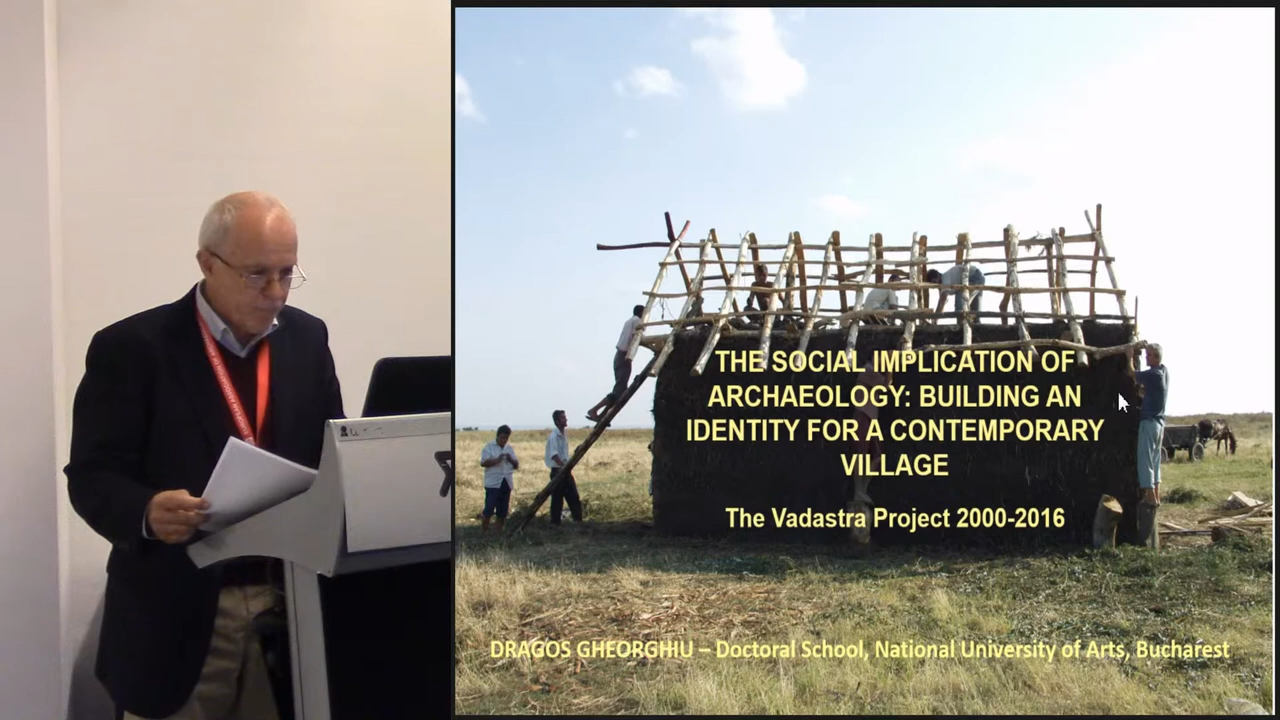 THE SOCIAL IMPLICATION OF
ARCHAEOLOGY: BUILDING AN
IDENTITY FOR A CONTEMPORARY
VILLAGE
The Vadastra Project 2000-2016
DRAGOS GHEORGHIU – Doctoral School, National University of Arts, Bucharest